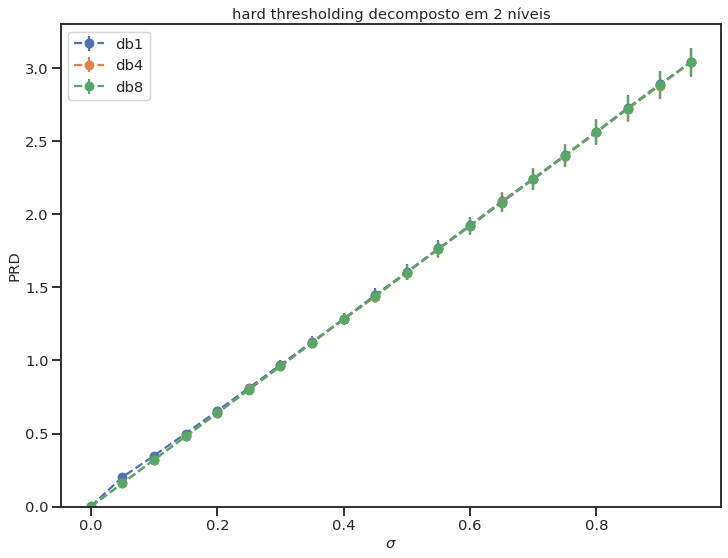 hard thresholding decomposto em 2 níveis
db1
db4
db8
PRD
3.0
2.5
2.0
1.5
1.0
0.5
0.0
0.0 0.2 0.4 0.6 0.8
σ